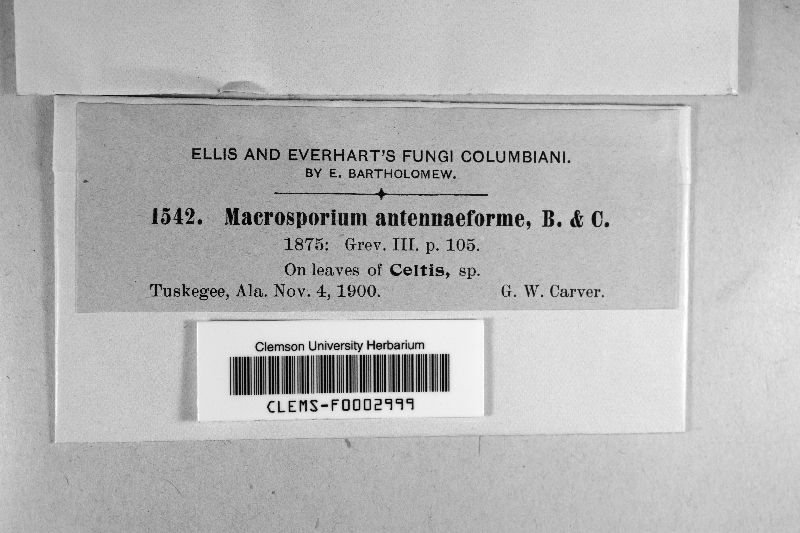 ELLIS AND EVERHART'S FUNGI COLUMBIANI.
BY E. BARTHOLOMEW.
1542. Macrosporium antennaeforme, B. & C.
1875: Grev. III. p. 105.
On leaves of Celtis, sp.
Tuskegee, Ala. Nov. 4, 1900. G. W. Carver.
Clemson University Herbarium
CLEMS-F0002999